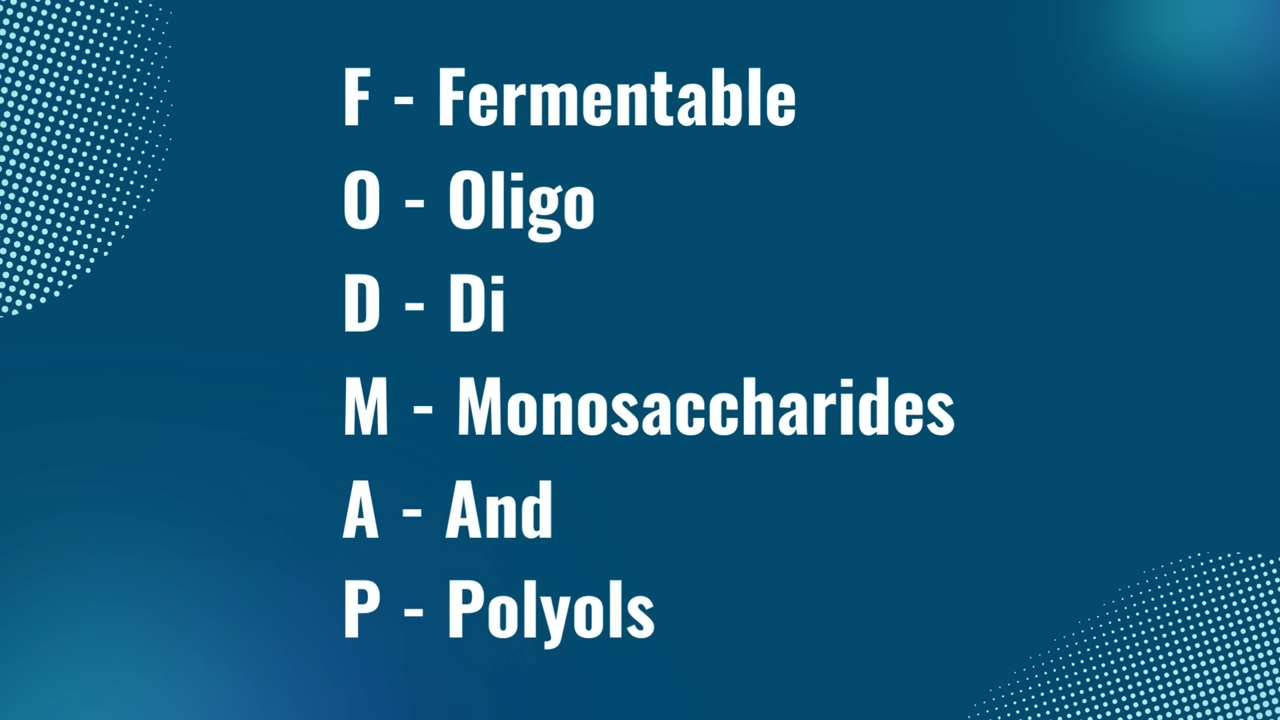 F - Fermentable
O - Oligo
D - Di
M - Monosaccharides
A - And
P - Polyols